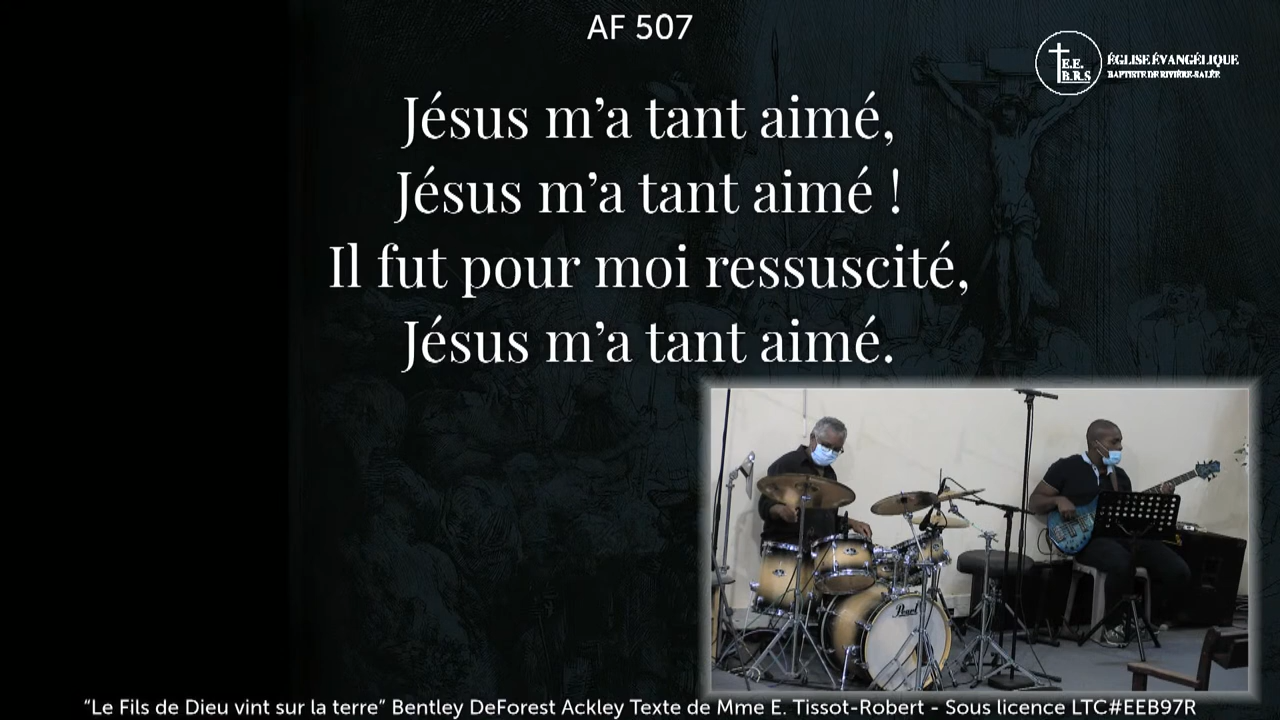 AF 507
E.E.
B.R.S
ÉGLISE ÉVANGÉLIQUE
BAPTISTE DE RIVIÈRE-SALÉE
Jésus m’a tant aimé,
Jésus m’a tant aimé !
Il fut pour moi ressuscité,
Jésus m’a tant aimé.
Pearl
“Le Fils de Dieu vint sur la terre” Bentley DeForest Ackley Texte de Mme E. Tissot-Robert - Sous licence LTC#EEB97R